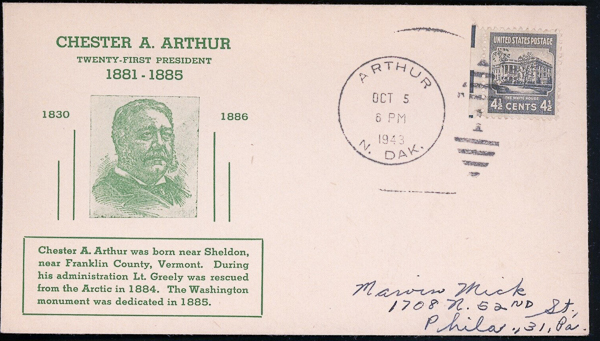 CHESTER A. ARTHUR
TWENTY-FIRST PRESIDENT
1881 - 1885
1830
1886
Chester A. Arthur was born near Sheldon,
near Franklin County, Vermont. During
his administration Lt. Greely was rescued
from the Arctic in 1884. The Washington
monument was dedicated in 1885.
ARTHUR
OCT 5
6 PM
1943
N. DAK.
UNITED STATES POSTAGE
THE WHITE HOUSE
4½ CENTS 4½
Marvin Mick
1708 N. 52ND St.
Phila., 31, Pa.